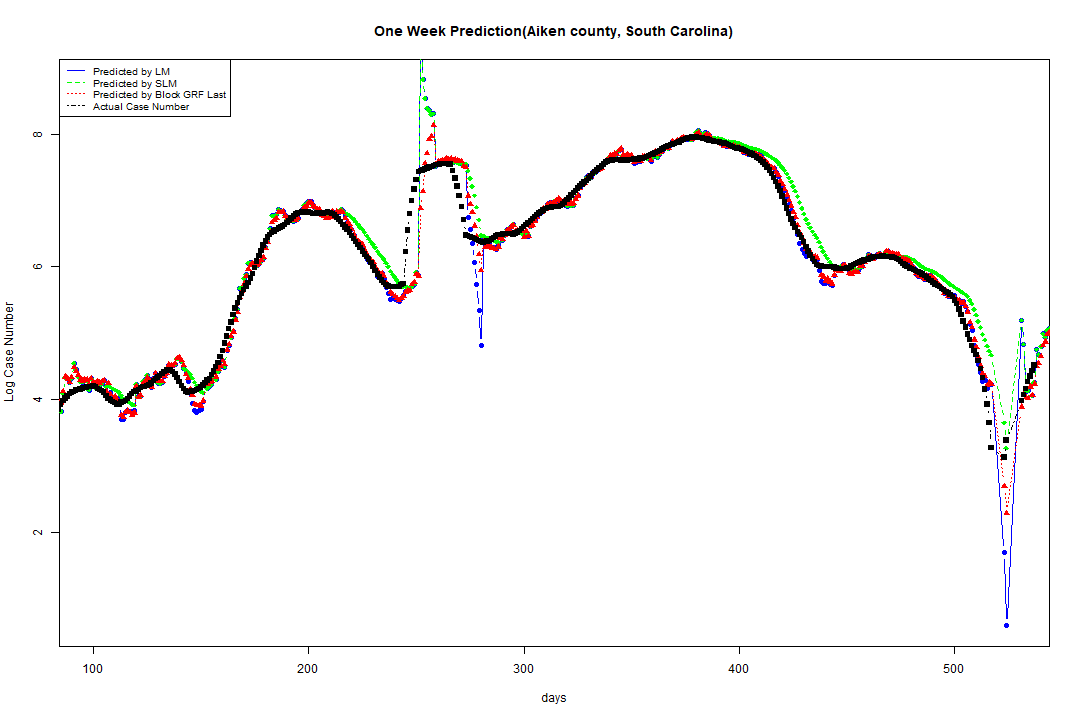 One Week Prediction(Aiken county, South Carolina)
Predicted by LM
Predicted by SLM
Predicted by Block GRF Last
Actual Case Number
Log Case Number
8
6
4
2
100 200 300 400 500
days